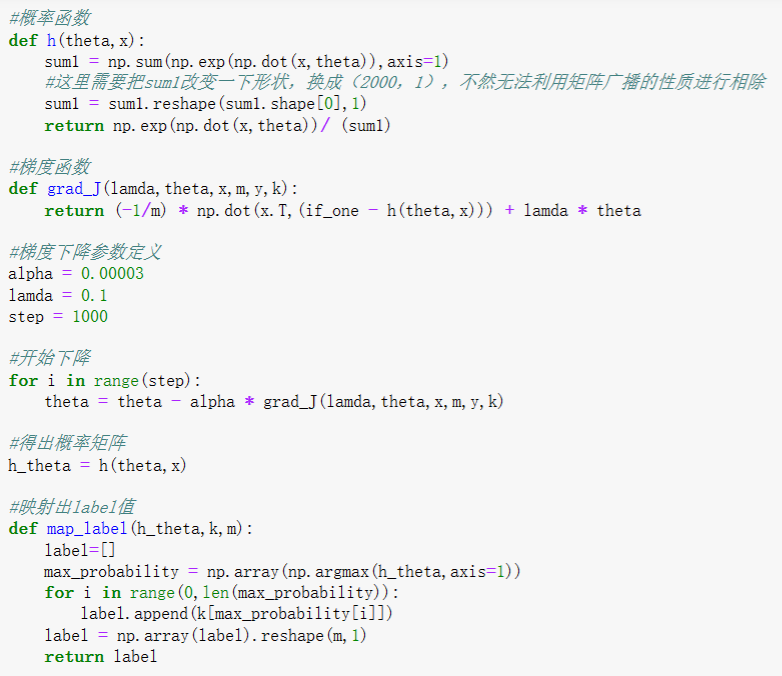 #概率函数
def h(theta,x):
    sum1 = np.sum(np.exp(np.dot(x,theta)),axis=1)
    #这里需要把sum1改变一下形状，换成（2000，1），不然无法利用矩阵广播的性质进行相除
    sum1 = sum1.reshape(sum1.shape[0],1)
    return np.exp(np.dot(x,theta))/ (sum1)
#梯度函数
def grad_J(lamda,theta,x,m,y,k):
    return (-1/m) * np.dot(x.T,(if_one - h(theta,x))) + lamda * theta
#梯度下降参数定义
alpha = 0.00003
lamda = 0.1
step = 1000
#开始下降
for i in range(step):
    theta = theta - alpha * grad_J(lamda,theta,x,m,y,k)
#得出概率矩阵
h_theta = h(theta,x)
#映射出label值
def map_label(h_theta,k,m):
    label=[]
    max_probability = np.array(np.argmax(h_theta,axis=1))
    for i in range(0,len(max_probability)):
        label.append(k[max_probability[i]])
    label = np.array(label).reshape(m,1)
    return label